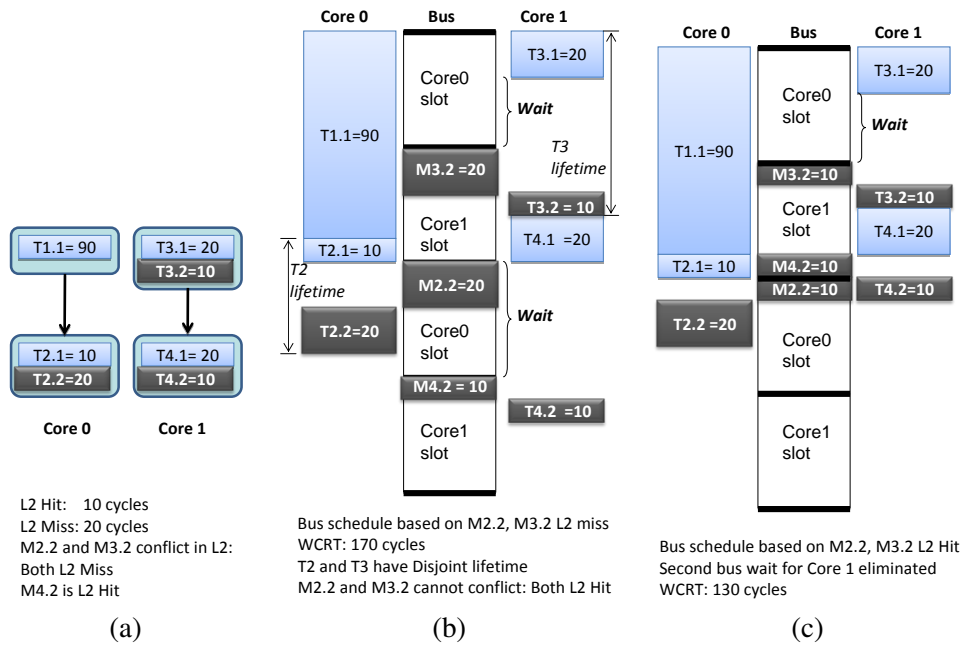 T1.1= 90
T3.1= 20
T3.2=10
T2.1= 10
T2.2=20
T4.1= 20
T4.2=10
Core 0
Core 1
L2 Hit: 10 cycles
L2 Miss: 20 cycles
M2.2 and M3.2 conflict in L2:
Both L2 Miss
M4.2 is L2 Hit
(a)
Core 0
Bus
Core 1
T1.1=90
Core0
slot
T3.1=20
Wait
T3
lifetime
M3.2 =20
T3.2 = 10
Core1
slot
T4.1 =20
T2.1= 10
T2
lifetime
M2.2=20
Wait
T2.2=20
Core0
slot
M4.2 = 10
T4.2 =10
Core1
slot
Bus schedule based on M2.2, M3.2 L2 miss
WCRT: 170 cycles
T2 and T3 have Disjoint lifetime
M2.2 and M3.2 cannot conflict: Both L2 Hit
(b)
Core 0
Bus
Core 1
T1.1=90
Core0
slot
T3.1=20
Wait
M3.2=10
T3.2=10
Core1
slot
T4.1=20
T2.1= 10
M4.2=10
M2.2=10
T4.2=10
T2.2 =20
Core0
slot
Core1
slot
Bus schedule based on M2.2, M3.2 L2 Hit
Second bus wait for Core 1 eliminated
WCRT: 130 cycles
(c)